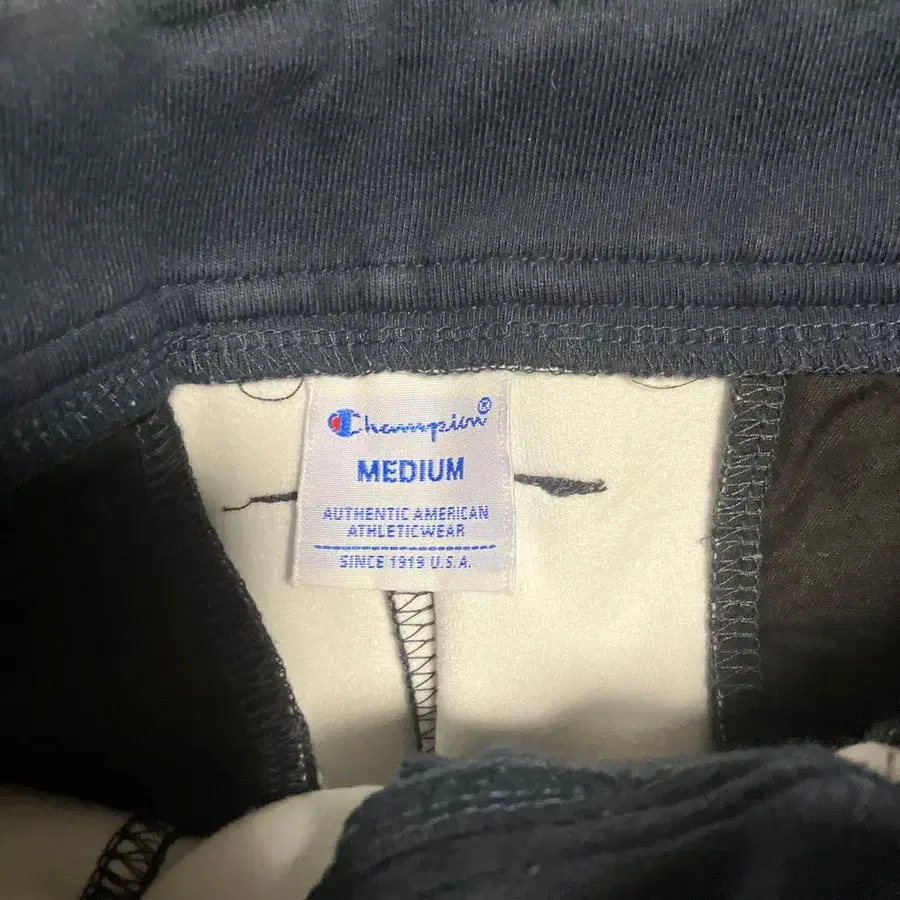 Champion®
MEDIUM
AUTHENTIC AMERICAN
ATHLETICWEAR
SINCE 1919 U.S.A.